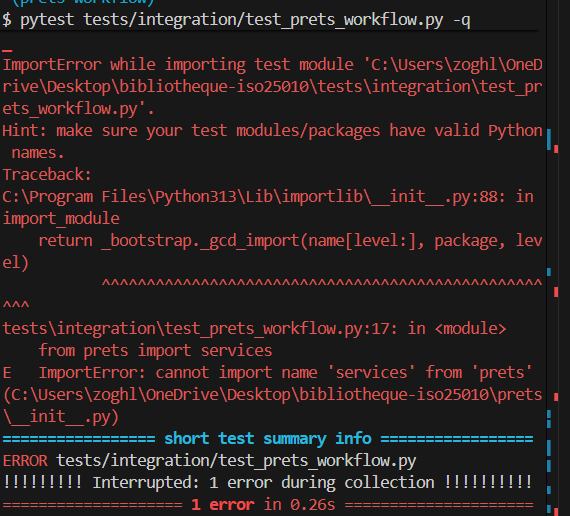 (prets-workflow)
$ pytest tests/integration/test_prets_workflow.py -q
_
ImportError while importing test module 'C:\Users\zoghl\OneD
rive\Desktop\bibliotheque-iso25010\tests\integration\test_pr
ets_workflow.py'.
Hint: make sure your test modules/packages have valid Python
 names.
Traceback:
C:\Program Files\Python313\Lib\importlib\__init__.py:88: in
import_module
    return _bootstrap._gcd_import(name[level:], package, lev
el)
           ^^^^^^^^^^^^^^^^^^^^^^^^^^^^^^^^^^^^^^^^^^^^^^^^^
^^^
tests\integration\test_prets_workflow.py:17: in <module>
    from prets import services
E   ImportError: cannot import name 'services' from 'prets'
(C:\Users\zoghl\OneDrive\Desktop\bibliotheque-iso25010\prets
\__init__.py)
================= short test summary info =================
ERROR tests/integration/test_prets_workflow.py
!!!!!!!!! Interrupted: 1 error during collection !!!!!!!!!!
==================== 1 error in 0.26s =====================